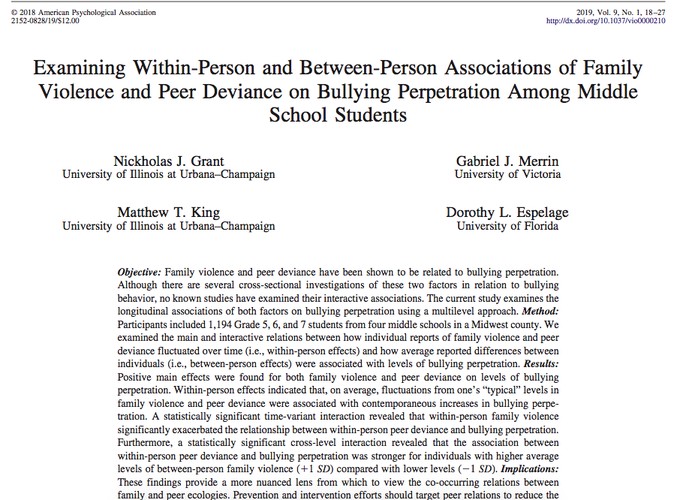 © 2018 American Psychological Association
2152-0828/19/$12.00
2019, Vol. 9, No. 1, 18–27
http://dx.doi.org/10.1037/vio0000210
Examining Within-Person and Between-Person Associations of Family
Violence and Peer Deviance on Bullying Perpetration Among Middle
School Students
Nickholas J. Grant
University of Illinois at Urbana–Champaign
Gabriel J. Merrin
University of Victoria
Matthew T. King
University of Illinois at Urbana–Champaign
Dorothy L. Espelage
University of Florida
Objective: Family violence and peer deviance have been shown to be related to bullying perpetration.
Although there are several cross-sectional investigations of these two factors in relation to bullying
behavior, no known studies have examined their interactive associations. The current study examines the
longitudinal associations of both factors on bullying perpetration using a multilevel approach. Method:
Participants included 1,194 Grade 5, 6, and 7 students from four middle schools in a Midwest county. We
examined the main and interactive relations between how individual reports of family violence and peer
deviance fluctuated over time (i.e., within-person effects) and how average reported differences between
individuals (i.e., between-person effects) were associated with levels of bullying perpetration. Results:
Positive main effects were found for both family violence and peer deviance on levels of bullying
perpetration. Within-person effects indicated that, on average, fluctuations from one's “typical” levels in
family violence and peer deviance were associated with contemporaneous increases in bullying perpe-
tration. A statistically significant time-variant interaction revealed that within-person family violence
significantly exacerbated the relationship between within-person peer deviance and bullying perpetration.
Furthermore, a statistically significant cross-level interaction revealed that the association between
within-person peer deviance and bullying perpetration was stronger for individuals with higher average
levels of between-person family violence (+1 SD) compared with lower levels (−1 SD). Implications:
These findings provide a more nuanced lens from which to view the co-occurring relations between
family and peer ecologies. Prevention and intervention efforts should target peer relations to reduce the